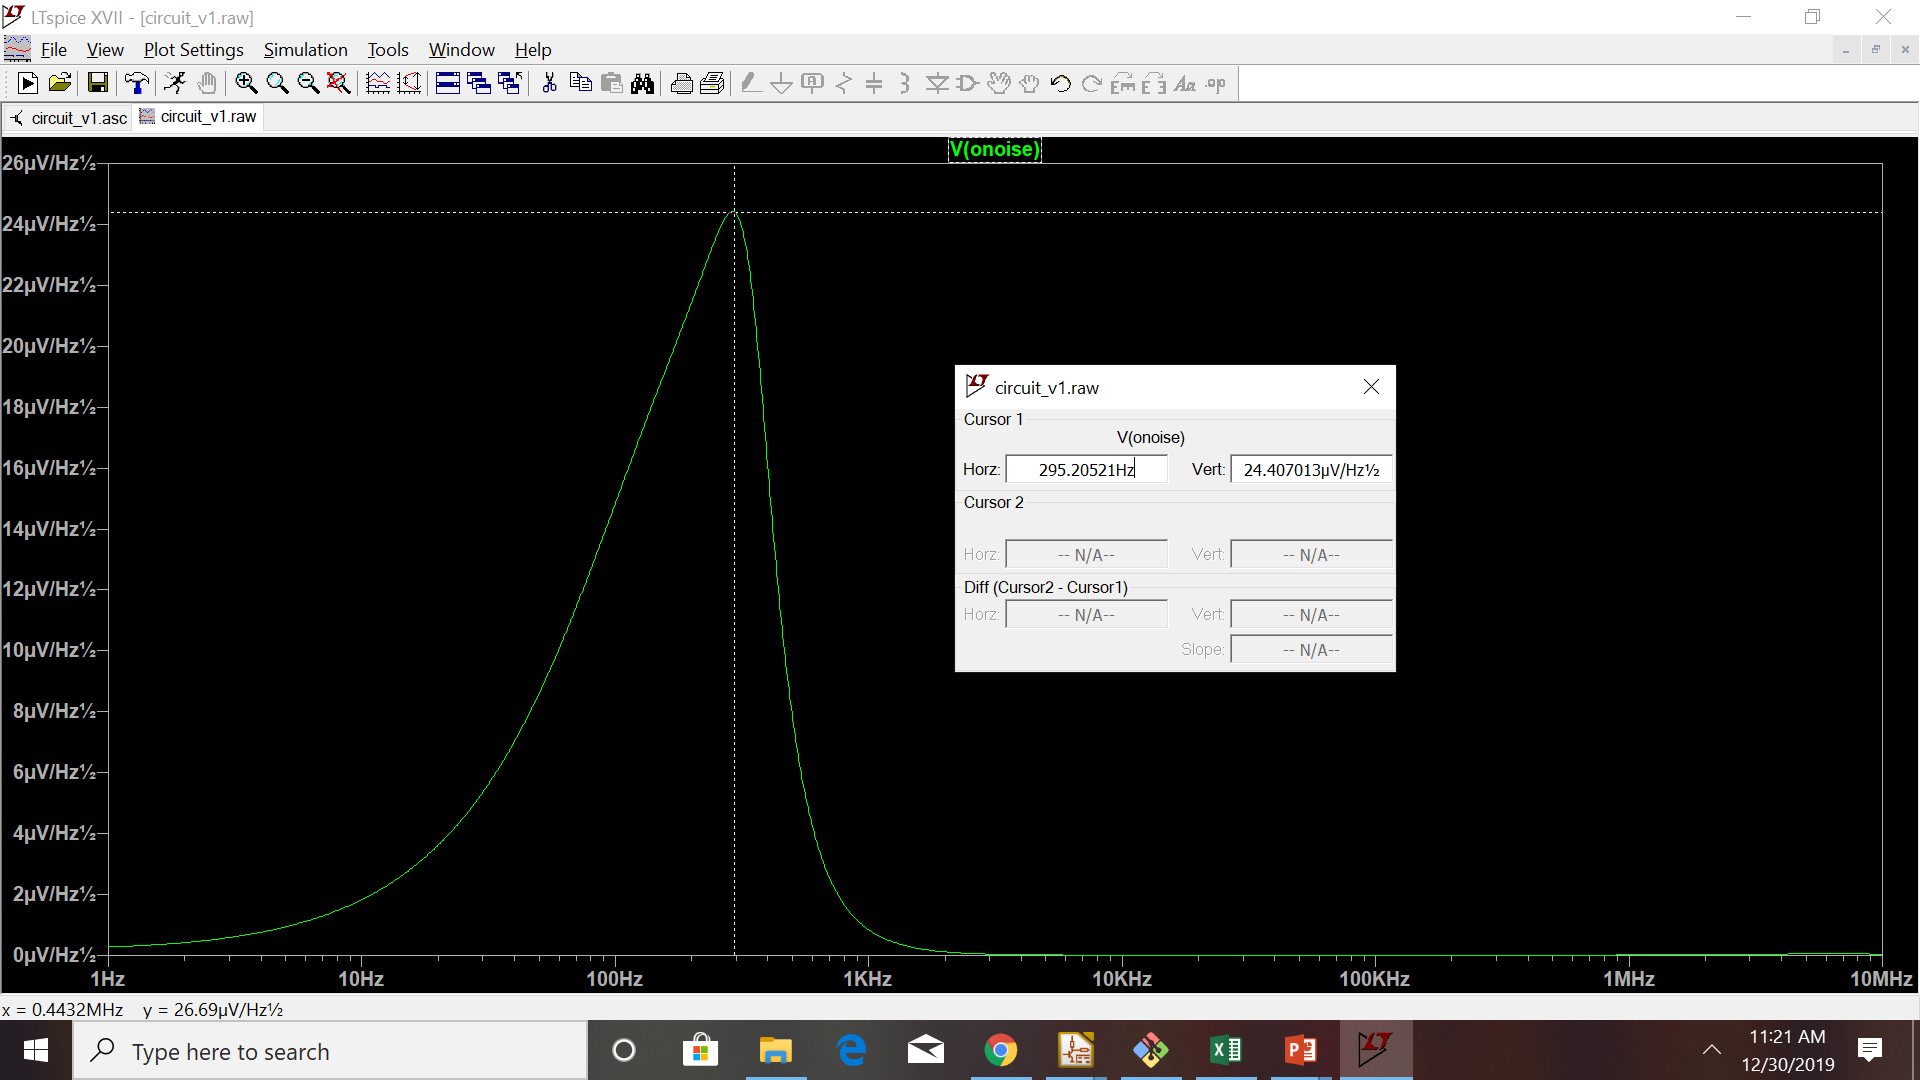 LTspice XVII - [circuit_v1.raw]
File View Plot Settings Simulation Tools Window Help
circuit_v1.asc circuit_v1.raw
V(onoise)
26µV/Hz½
24µV/Hz½
22µV/Hz½
20µV/Hz½
18µV/Hz½
16µV/Hz½
14µV/Hz½
12µV/Hz½
10µV/Hz½
8µV/Hz½
6µV/Hz½
4µV/Hz½
2µV/Hz½
0µV/Hz½
1Hz 10Hz 100Hz 1KHz 10KHz 100KHz 1MHz 10MHz
circuit_v1.raw
Cursor 1
V(onoise)
Horz: 295.20521Hz Vert: 24.407013µV/Hz½
Cursor 2
Horz: -- N/A-- Vert: -- N/A--
Diff (Cursor2 - Cursor1)
Horz: -- N/A-- Vert: -- N/A--
Slope: -- N/A--
x = 0.4432MHz y = 26.69µV/Hz½
Type here to search
11:21 AM
12/30/2019